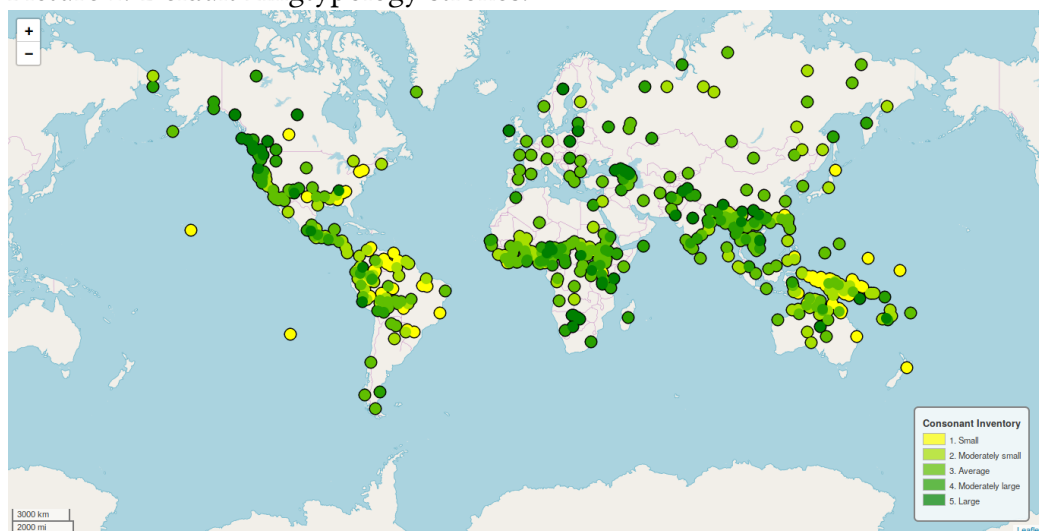 +
−
Consonant Inventory
1. Small
2. Moderately small
3. Average
4. Moderately large
5. Large
3000 km
2000 mi